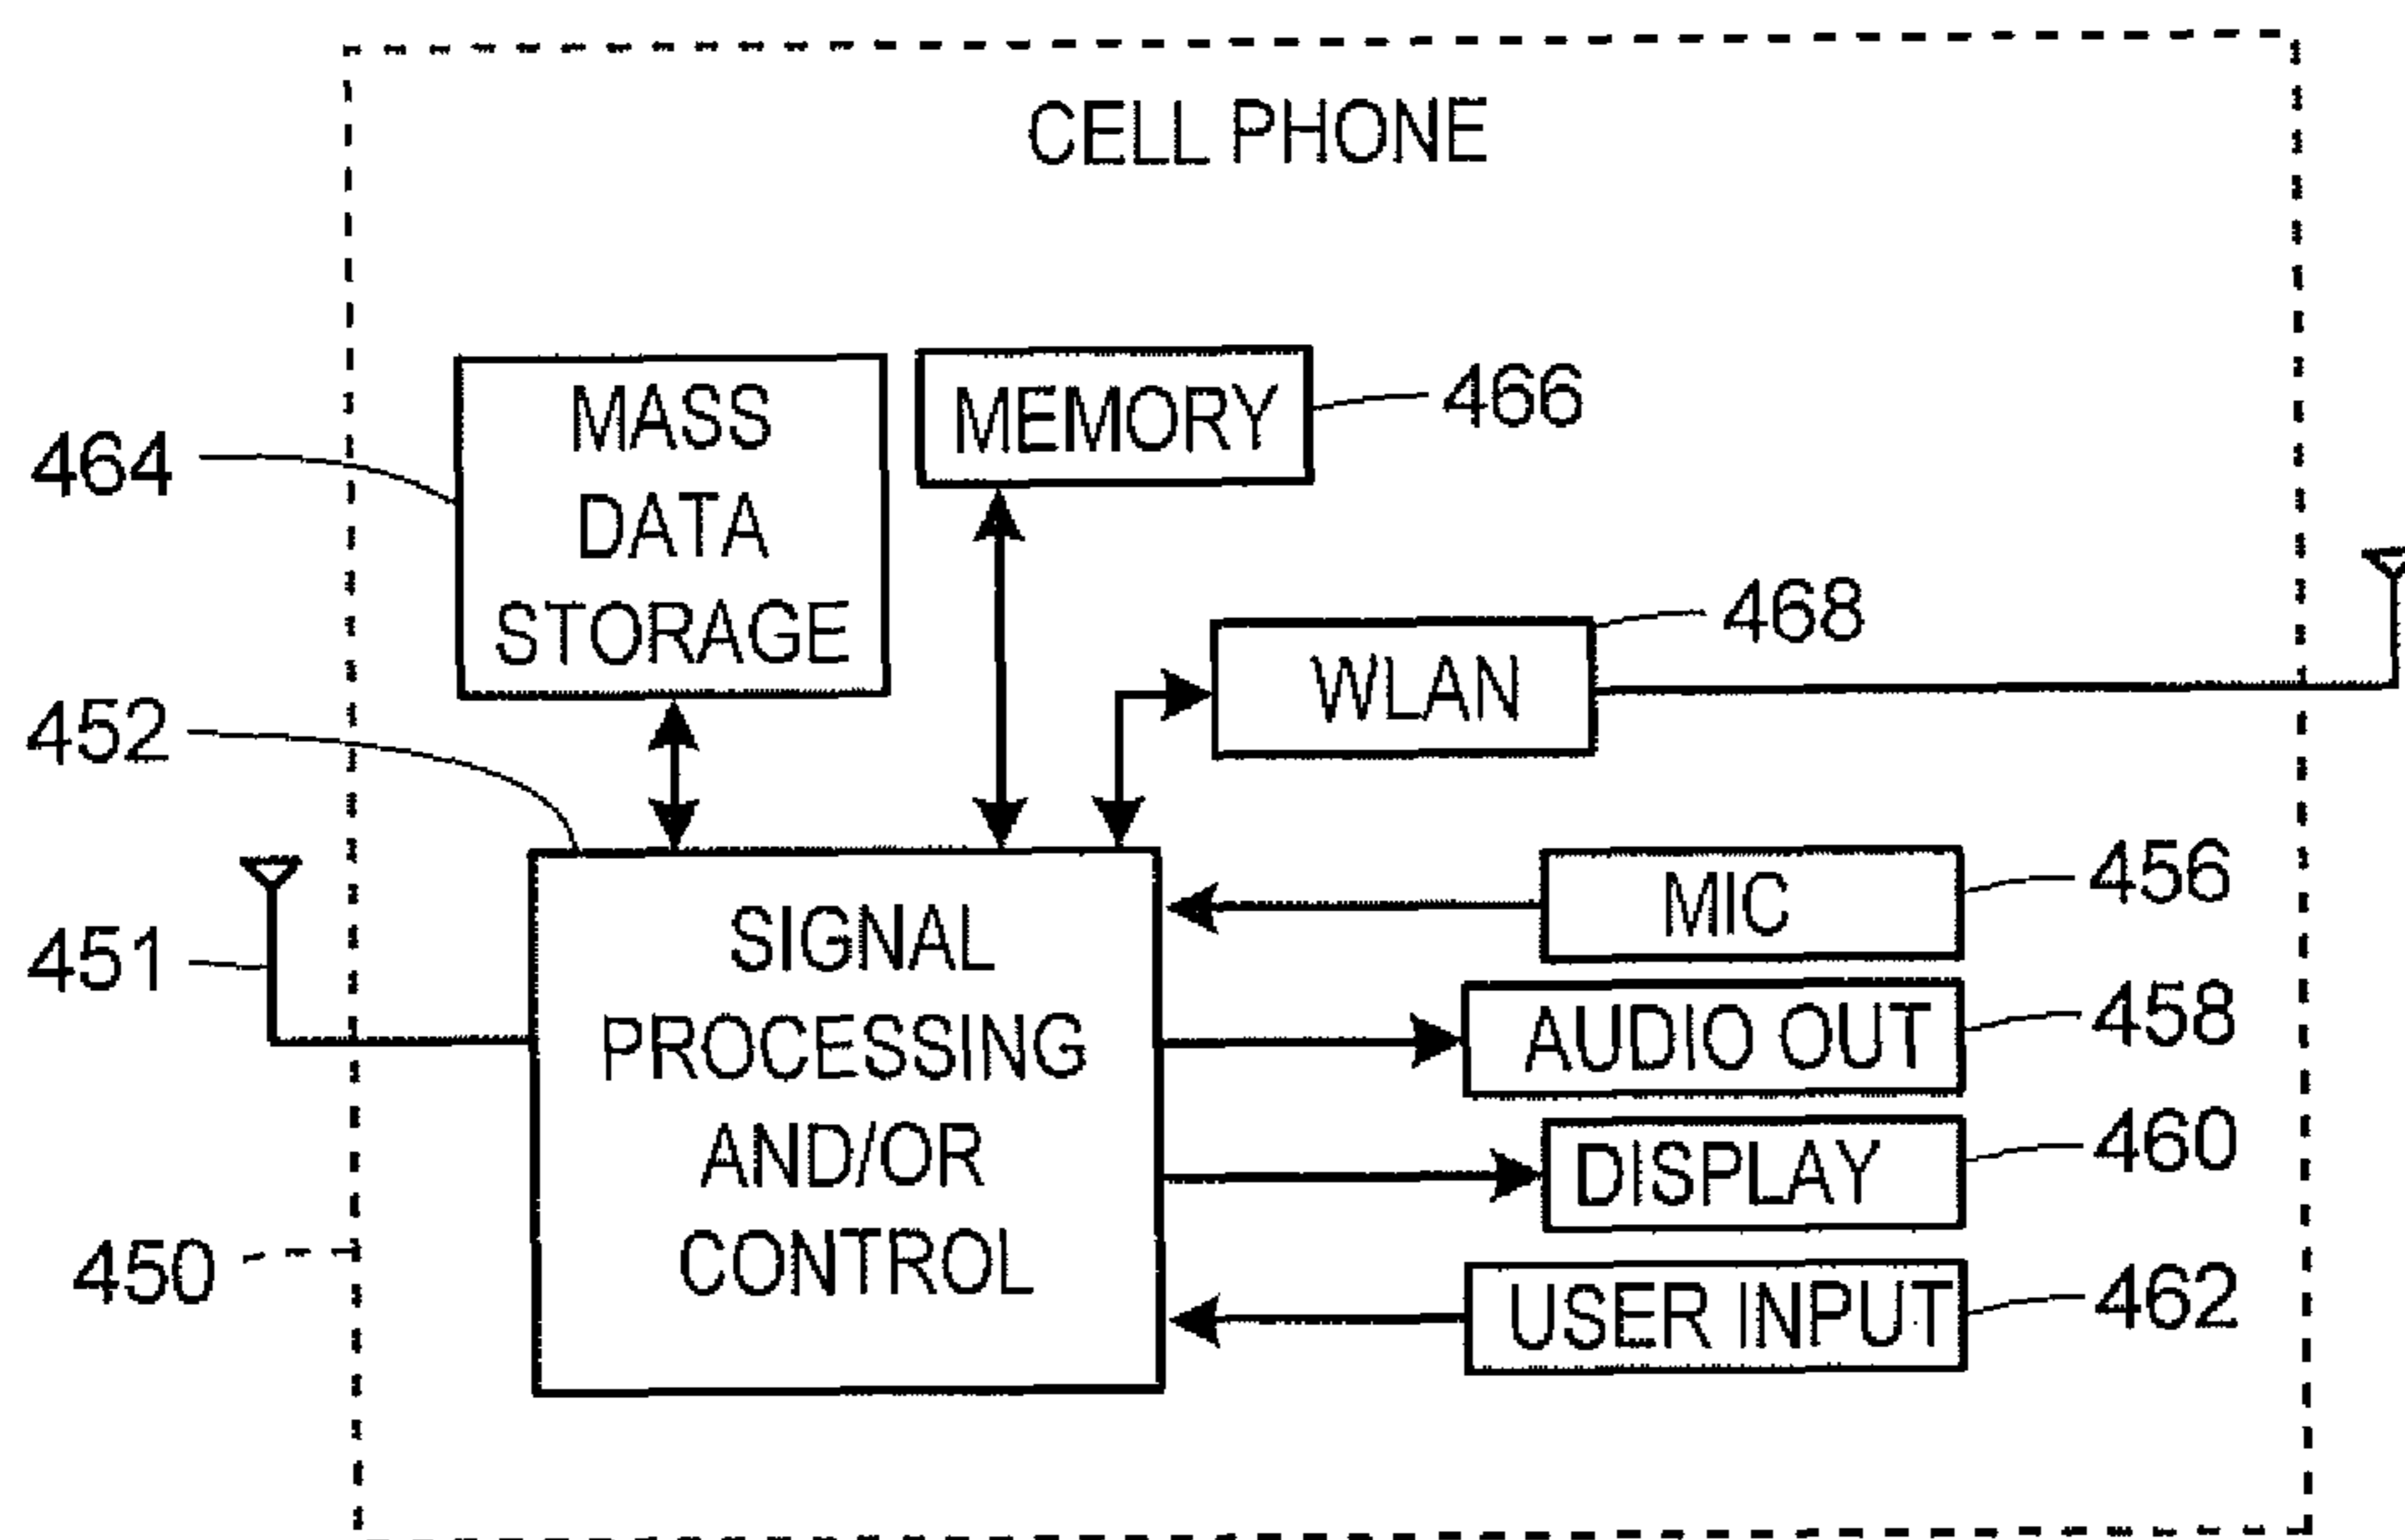 CELL PHONE
MASS
DATA
STORAGE
MEMORY
466
464
468
WLAN
452
SIGNAL
PROCESSING
AND/OR
CONTROL
MIC
456
451
AUDIO OUT
458
DISPLAY
460
450
USER INPUT
462